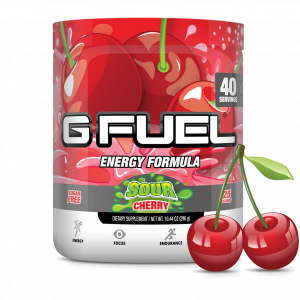 40
SERVINGS
G FUEL®
ENERGY FORMULA
SUGAR
FREE
SOUR
CHERRY
25
DIETARY SUPPLEMENT / NET WT. 10.44 OZ (296 g)
ENERGY
FOCUS
ENDURANCE